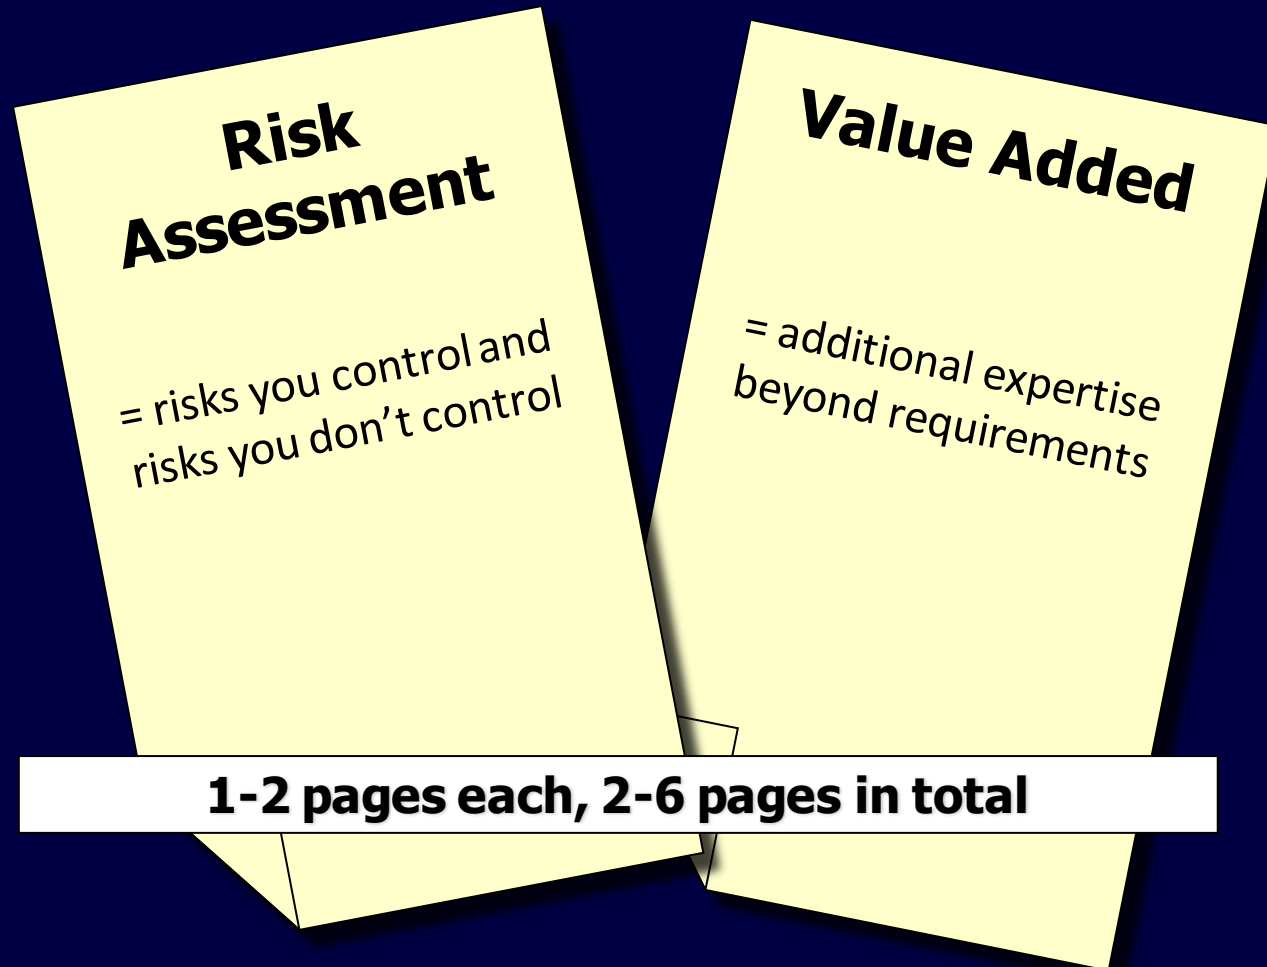 Risk
Assessment
= risks you control and
risks you don’t control
Value Added
= additional expertise
beyond requirements
1-2 pages each, 2-6 pages in total